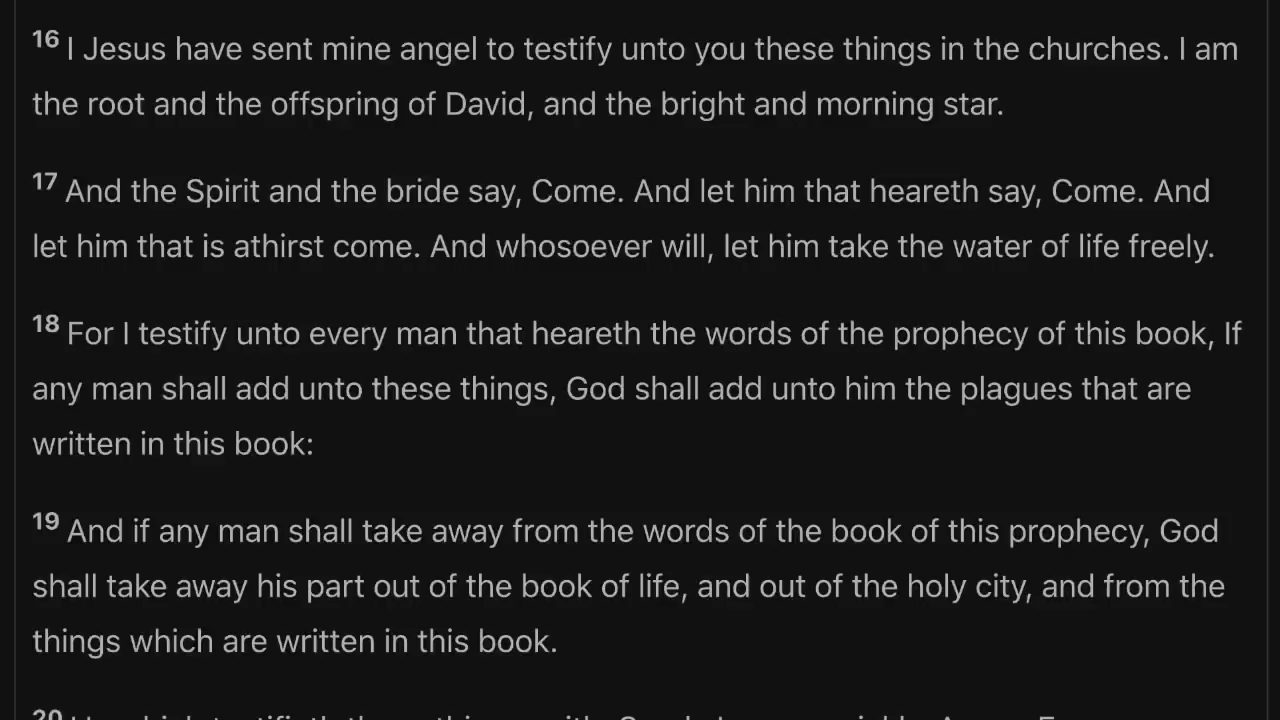 16 I Jesus have sent mine angel to testify unto you these things in the churches. I am
the root and the offspring of David, and the bright and morning star.
17 And the Spirit and the bride say, Come. And let him that heareth say, Come. And
let him that is athirst come. And whosoever will, let him take the water of life freely.
18 For I testify unto every man that heareth the words of the prophecy of this book, If
any man shall add unto these things, God shall add unto him the plagues that are
written in this book:
19 And if any man shall take away from the words of the book of this prophecy, God
shall take away his part out of the book of life, and out of the holy city, and from the
things which are written in this book.
20